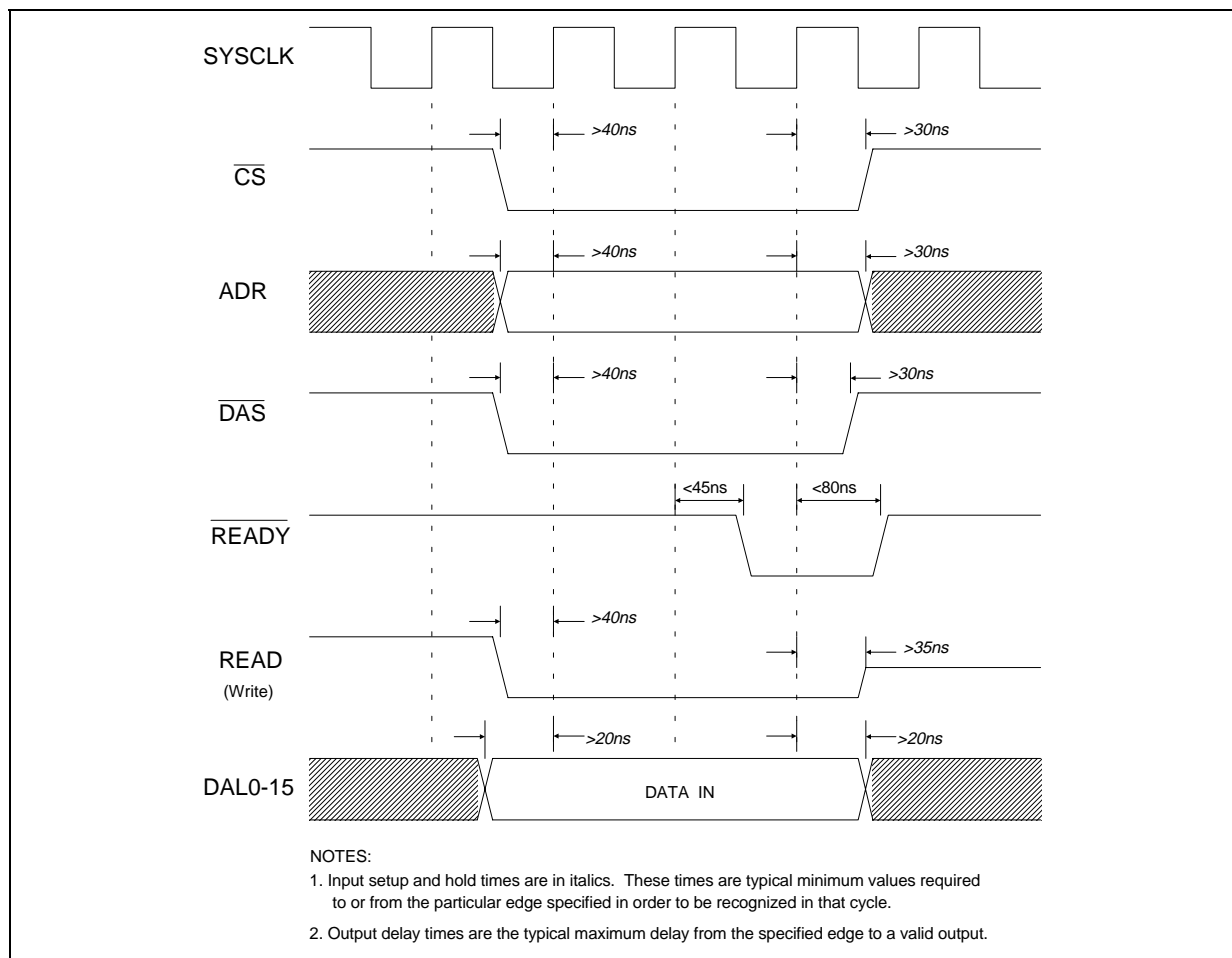 SYSCLK
>40ns
>30ns
CS
>40ns
>30ns
ADR
>40ns
>30ns
DAS
<45ns
<80ns
READY
>40ns
READ
>35ns
(Write)
>20ns
>20ns
DAL0-15
DATA IN
NOTES:
1. Input setup and hold times are in italics. These times are typical minimum values required
to or from the particular edge specified in order to be recognized in that cycle.
2. Output delay times are the typical maximum delay from the specified edge to a valid output.